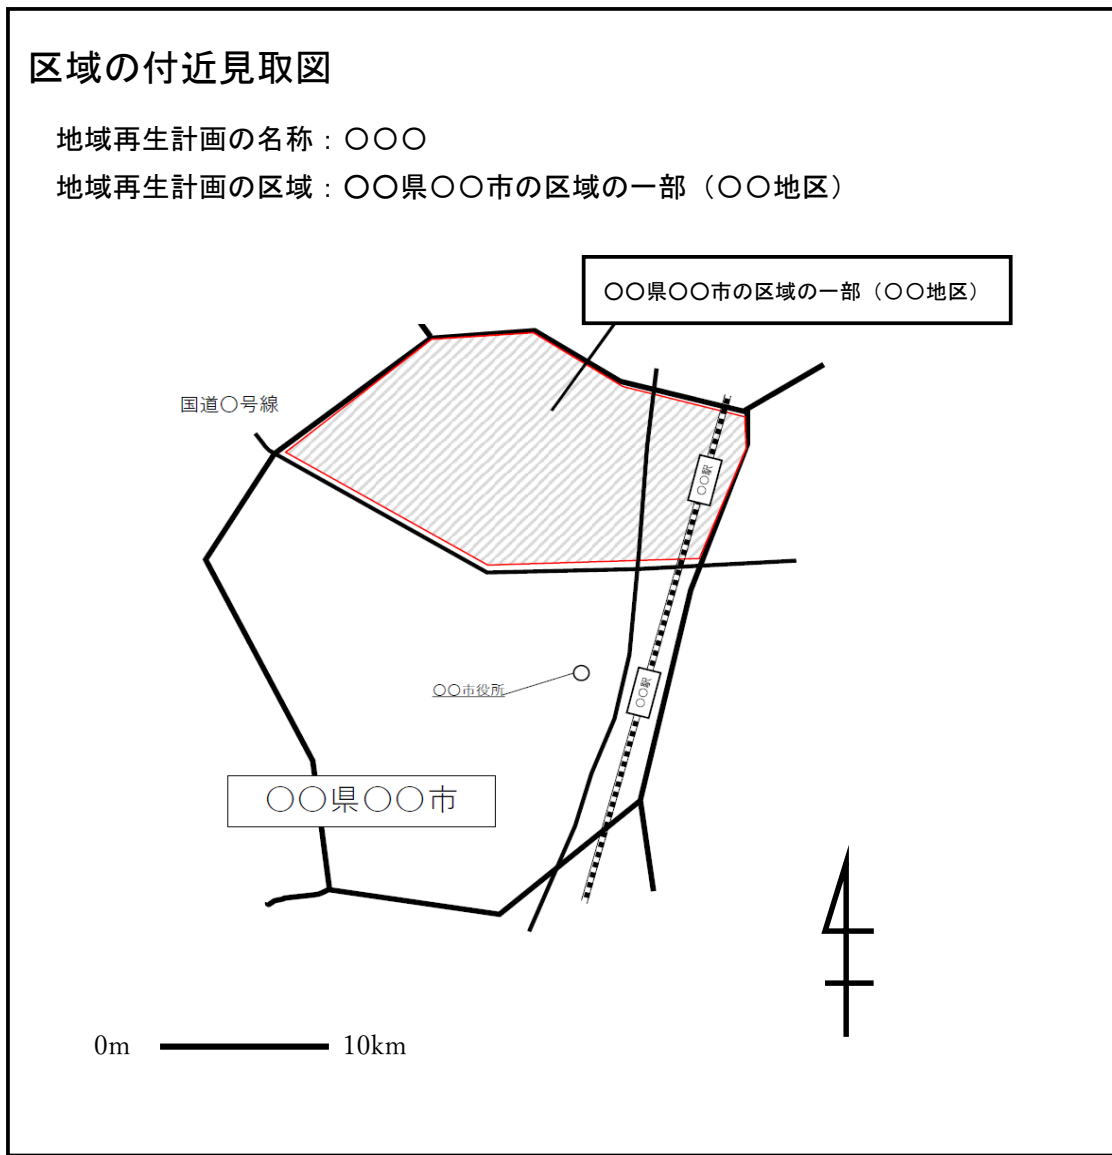 区域の付近見取図
地域再生計画の名称：〇〇〇
地域再生計画の区域：〇〇県〇〇市の区域の一部（〇〇地区）
〇〇県〇〇市の区域の一部（〇〇地区）
国道〇号線
〇〇駅
〇〇駅
〇〇市役所
〇〇県〇〇市
0m 10km